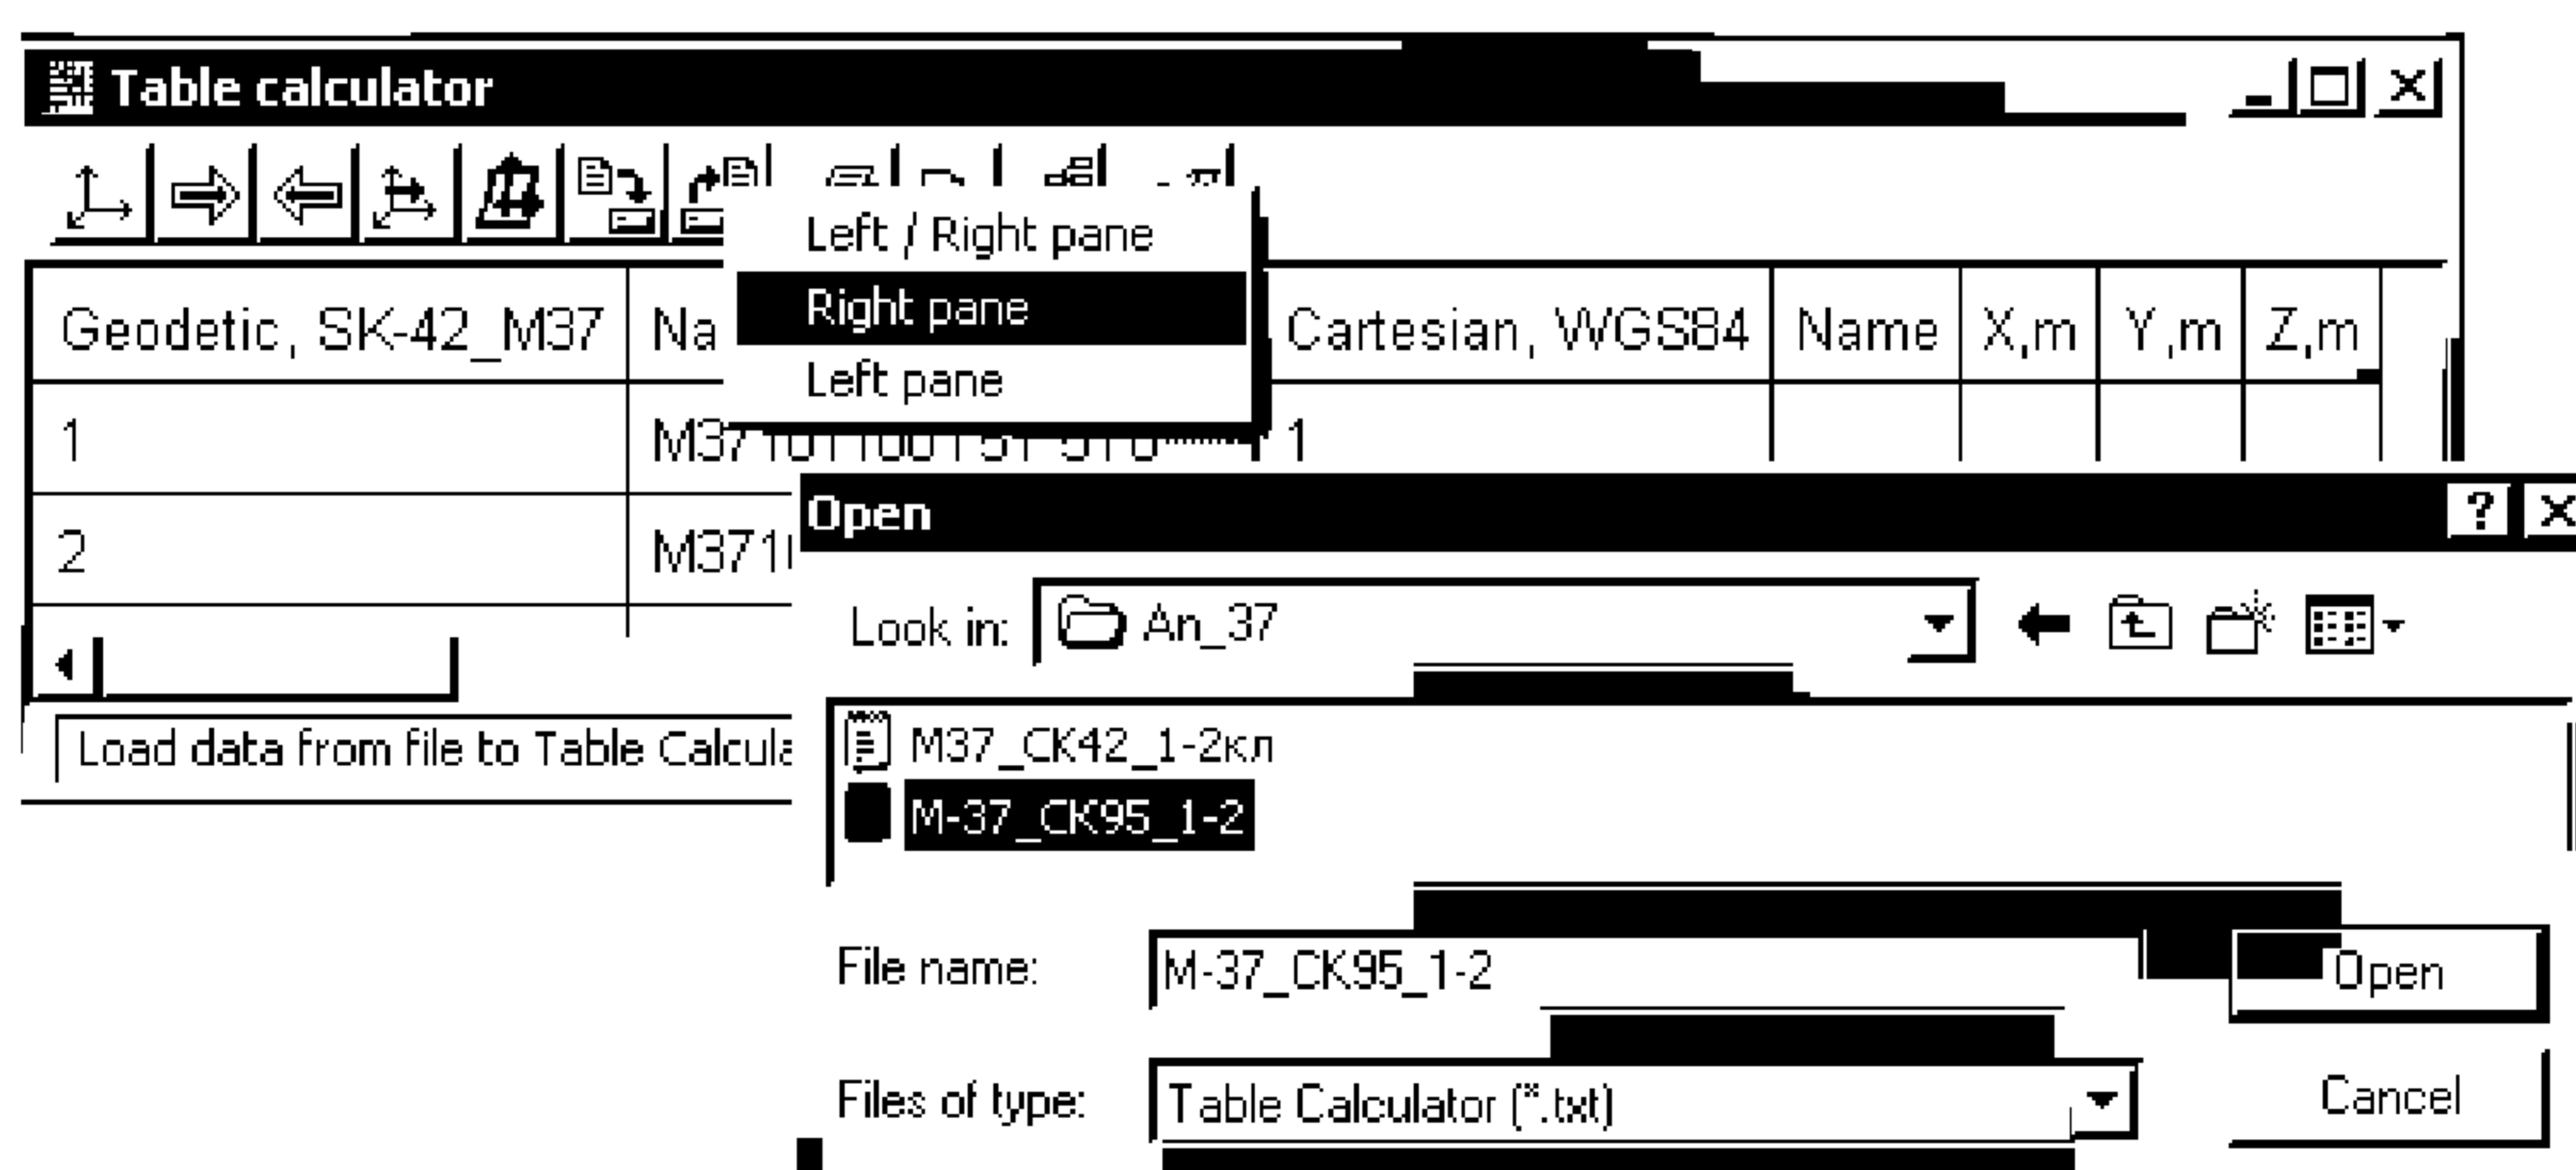 Table calculator
Left / Right pane
Right pane
Left pane
Geodetic, SK-42_M37 Na Cartesian, WGS84 Name X,m Y,m Z,m
1 1
2 M371
Open
Look in: An_37
M37_CK42_1-2кл
M-37_CK95_1-2
Load data from file to Table Calcula
File name: M-37_CK95_1-2 Open
Files of type: Table Calculator (*.txt) Cancel